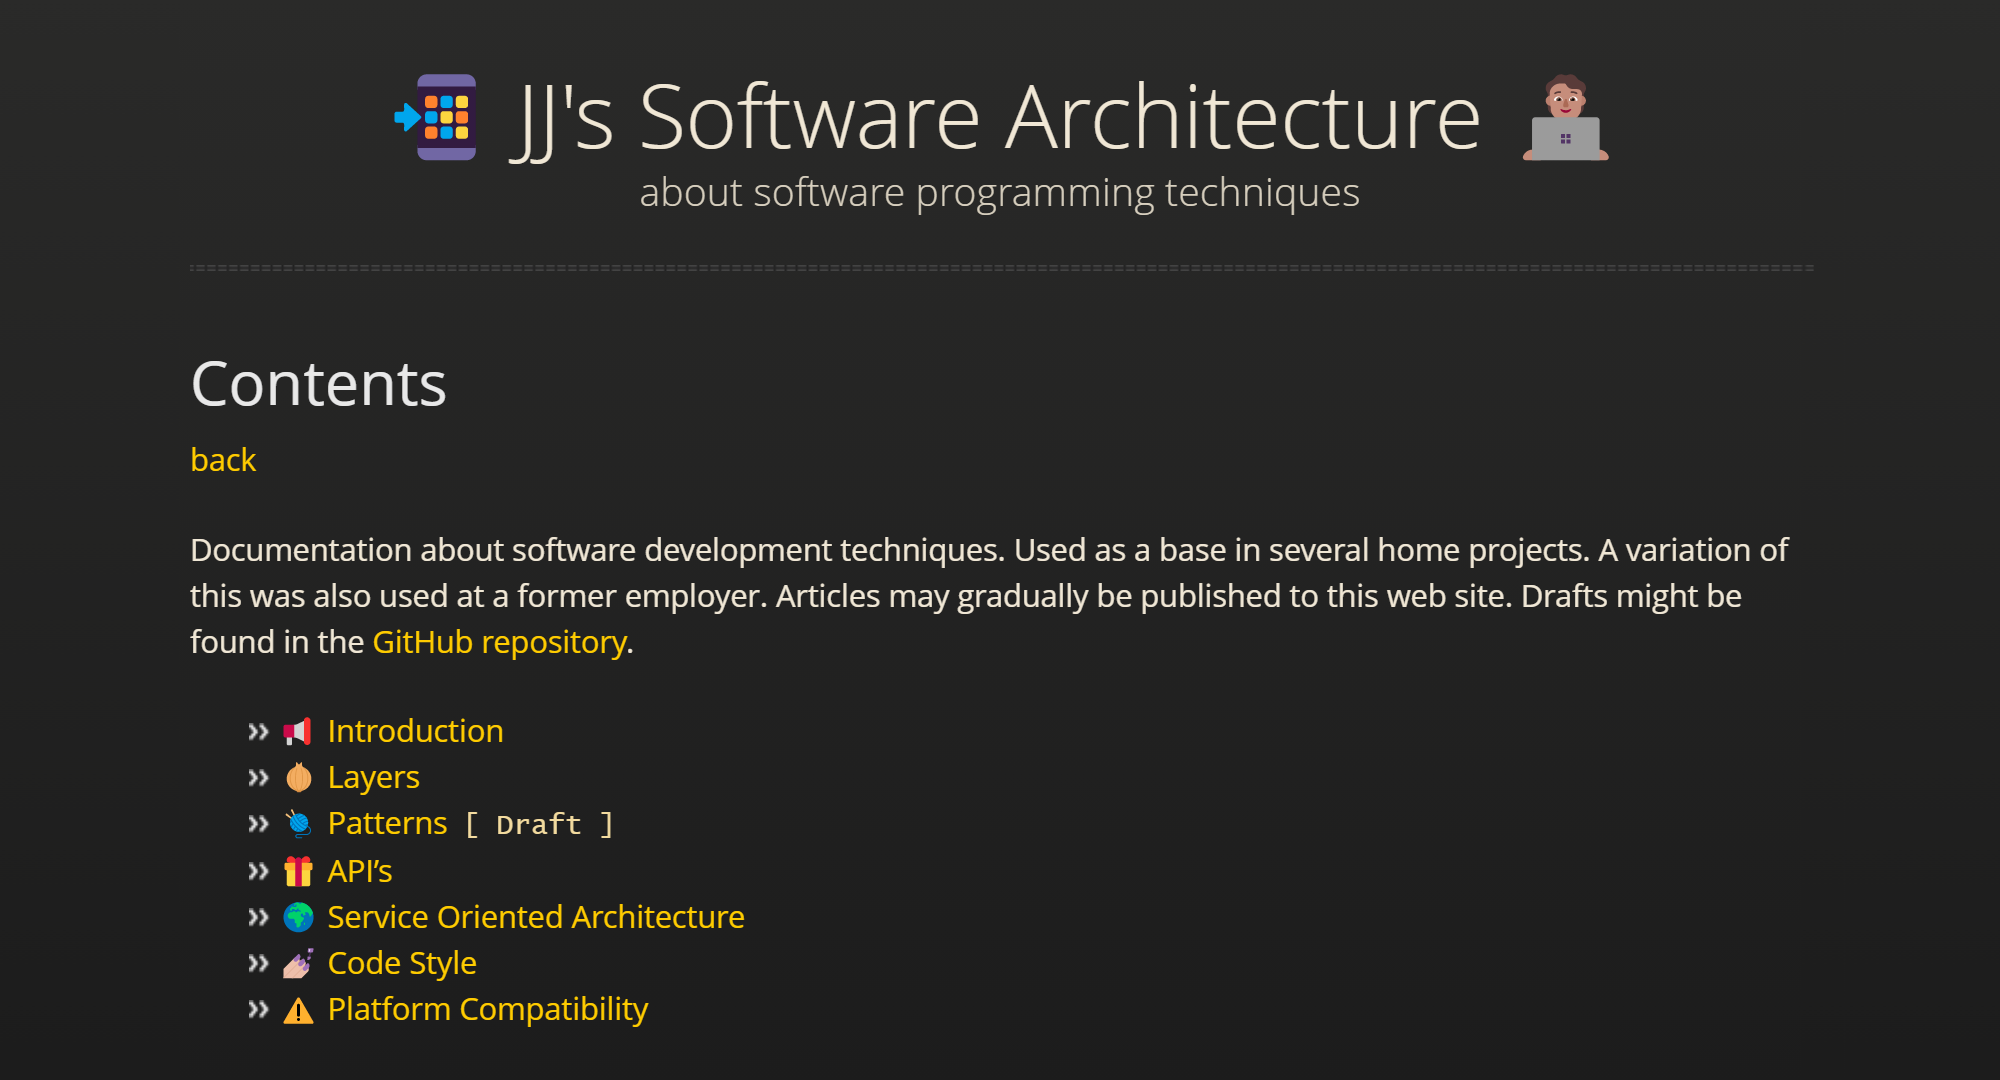 JJ's Software Architecture
about software programming techniques
Contents
back
Documentation about software development techniques. Used as a base in several home projects. A variation of
this was also used at a former employer. Articles may gradually be published to this web site. Drafts might be
found in the GitHub repository.
Introduction
Layers
Patterns [ Draft ]
API’s
Service Oriented Architecture
Code Style
Platform Compatibility